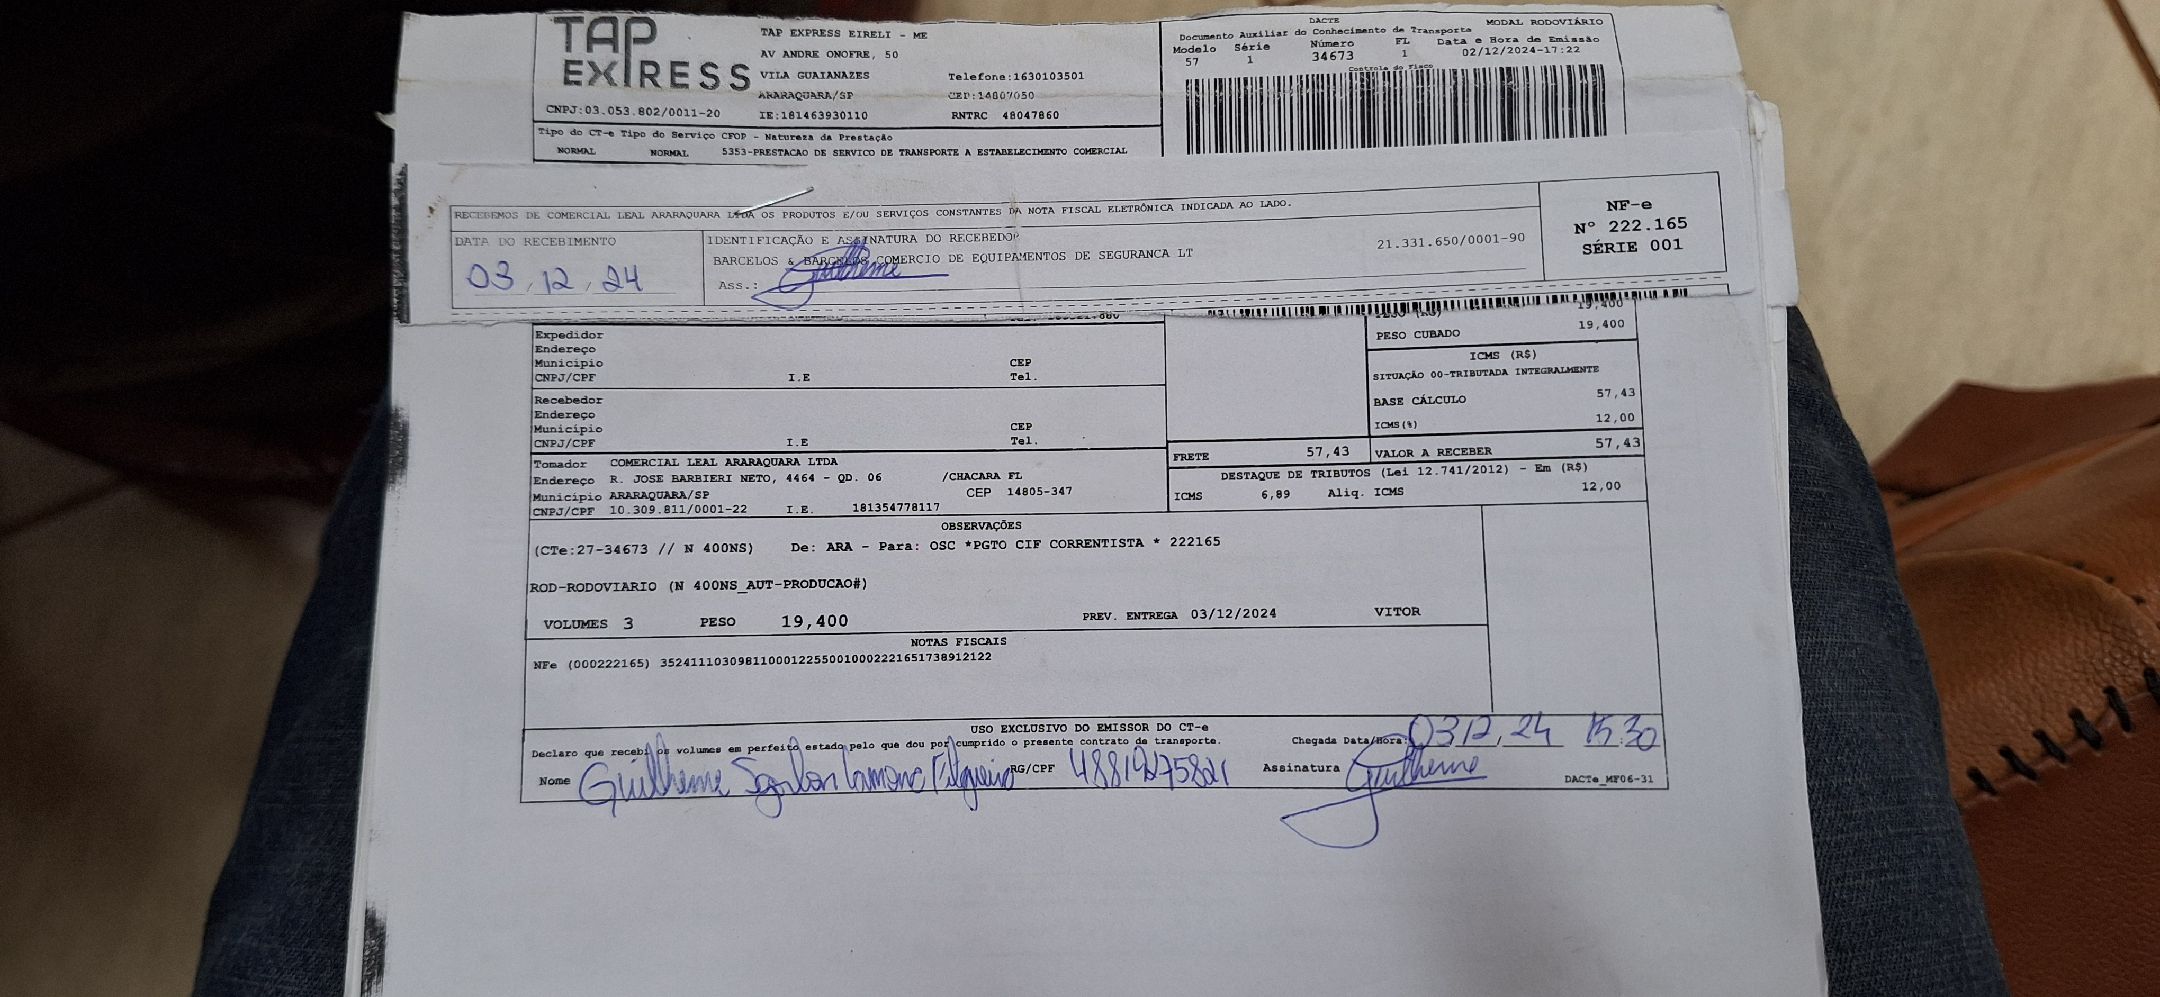 TAP EXPRESS
TAP EXPRESS EIRELI - ME
AV ANDRE ONOFRE, 50
VILA GUAIANAZES Telefone:1630103501
ARARAQUARA/SP CEP:14807050
CNPJ:03.053.802/0011-20 IE:181463930110 RNTRC 48047860
Tipo do CT-e Tipo do Serviço CFOP - Natureza da Prestação
NORMAL NORMAL 5353-PRESTACAO DE SERVICO DE TRANSPORTE A ESTABELECIMENTO COMERCIAL
DACTE MODAL RODOVIÁRIO
Documento Auxiliar do Conhecimento de Transporte
Modelo Série Número FL Data e Hora de Emissão
57 1 34673 1 02/12/2024-17:22
Controle do Fisco
RECEBEMOS DE COMERCIAL LEAL ARARAQUARA LTDA OS PRODUTOS E/OU SERVIÇOS CONSTANTES DA NOTA FISCAL ELETRÔNICA INDICADA AO LADO.
DATA DO RECEBIMENTO
03,12,24
IDENTIFICAÇÃO E ASSINATURA DO RECEBEDOR
BARCELOS & BARCELOS COMERCIO DE EQUIPAMENTOS DE SEGURANCA LT 21.331.650/0001-90
Ass.: Guilherme
NF-e
Nº 222.165
SÉRIE 001
19,400
PESO CUBADO 19,400
Expedidor
Endereço
Município CEP
CNPJ/CPF I.E Tel.
ICMS (R$)
SITUAÇÃO 00-TRIBUTADA INTEGRALMENTE
BASE CÁLCULO 57,43
ICMS(%) 12,00
Recebedor
Endereço
Município CEP
CNPJ/CPF I.E Tel.
FRETE 57,43 VALOR A RECEBER 57,43
Tomador COMERCIAL LEAL ARARAQUARA LTDA
Endereço R. JOSE BARBIERI NETO, 4464 - QD. 06 /CHACARA FL
Município ARARAQUARA/SP CEP 14805-347
CNPJ/CPF 10.309.811/0001-22 I.E. 181354778117
DESTAQUE DE TRIBUTOS (Lei 12.741/2012) - Em (R$)
ICMS 6,89 Aliq. ICMS 12,00
OBSERVAÇÕES
(CTe:27-34673 // N 400NS) De: ARA - Para: OSC *PGTO CIF CORRENTISTA * 222165
ROD-RODOVIARIO (N 400NS_AUT-PRODUCAO#)
VOLUMES 3 PESO 19,400 PREV. ENTREGA 03/12/2024 VITOR
NOTAS FISCAIS
NFe (000222165) 35241110309811000122550010002221651738912122
USO EXCLUSIVO DO EMISSOR DO CT-e
Declaro que recebi os volumes em perfeito estado pelo que dou por cumprido o presente contrato de transporte. Chegada Data/Hora: 03 12, 24 15:30
Nome Guilherme RG/CPF 48819275821 Assinatura Guilherme DACTe_MF06-31